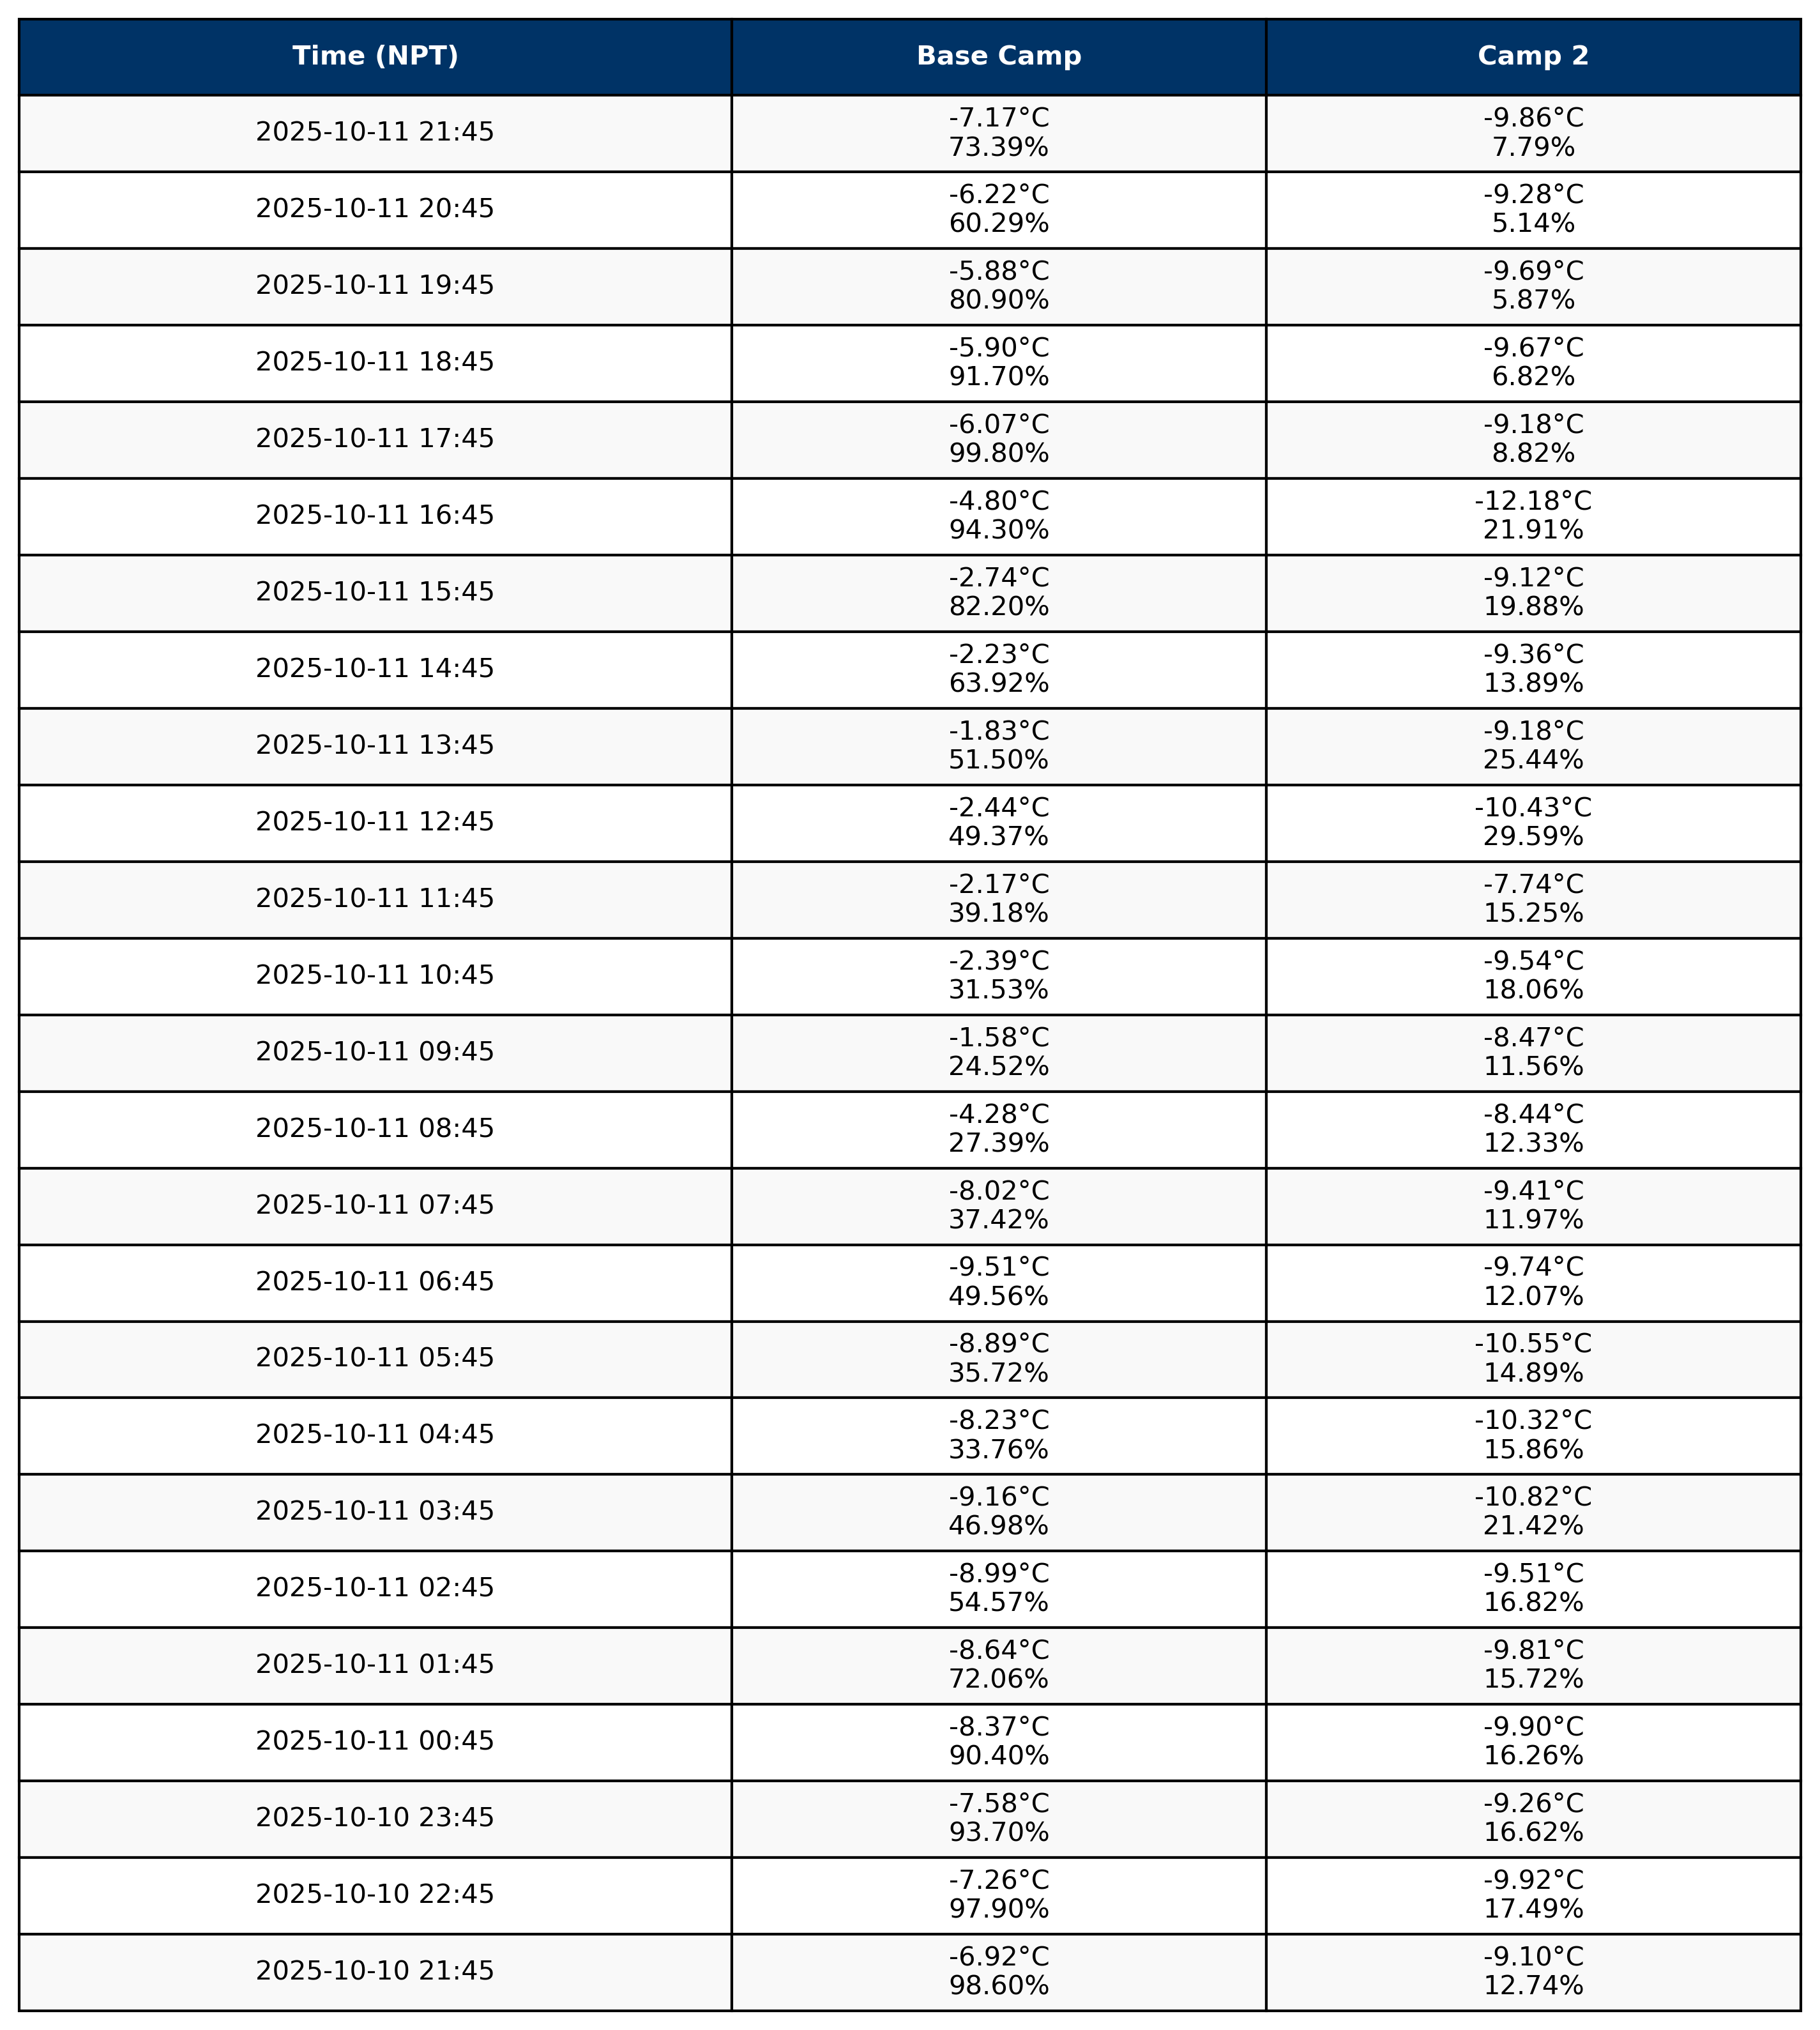 Time (NPT) Base Camp Camp 2
2025-10-11 21:45 -7.17°C -9.86°C
73.39% 7.79%
2025-10-11 20:45 -6.22°C -9.28°C
60.29% 5.14%
2025-10-11 19:45 -5.88°C -9.69°C
80.90% 5.87%
2025-10-11 18:45 -5.90°C -9.67°C
91.70% 6.82%
2025-10-11 17:45 -6.07°C -9.18°C
99.80% 8.82%
2025-10-11 16:45 -4.80°C -12.18°C
94.30% 21.91%
2025-10-11 15:45 -2.74°C -9.12°C
82.20% 19.88%
2025-10-11 14:45 -2.23°C -9.36°C
63.92% 13.89%
2025-10-11 13:45 -1.83°C -9.18°C
51.50% 25.44%
2025-10-11 12:45 -2.44°C -10.43°C
49.37% 29.59%
2025-10-11 11:45 -2.17°C -7.74°C
39.18% 15.25%
2025-10-11 10:45 -2.39°C -9.54°C
31.53% 18.06%
2025-10-11 09:45 -1.58°C -8.47°C
24.52% 11.56%
2025-10-11 08:45 -4.28°C -8.44°C
27.39% 12.33%
2025-10-11 07:45 -8.02°C -9.41°C
37.42% 11.97%
2025-10-11 06:45 -9.51°C -9.74°C
49.56% 12.07%
2025-10-11 05:45 -8.89°C -10.55°C
35.72% 14.89%
2025-10-11 04:45 -8.23°C -10.32°C
33.76% 15.86%
2025-10-11 03:45 -9.16°C -10.82°C
46.98% 21.42%
2025-10-11 02:45 -8.99°C -9.51°C
54.57% 16.82%
2025-10-11 01:45 -8.64°C -9.81°C
72.06% 15.72%
2025-10-11 00:45 -8.37°C -9.90°C
90.40% 16.26%
2025-10-10 23:45 -7.58°C -9.26°C
93.70% 16.62%
2025-10-10 22:45 -7.26°C -9.92°C
97.90% 17.49%
2025-10-10 21:45 -6.92°C -9.10°C
98.60% 12.74%